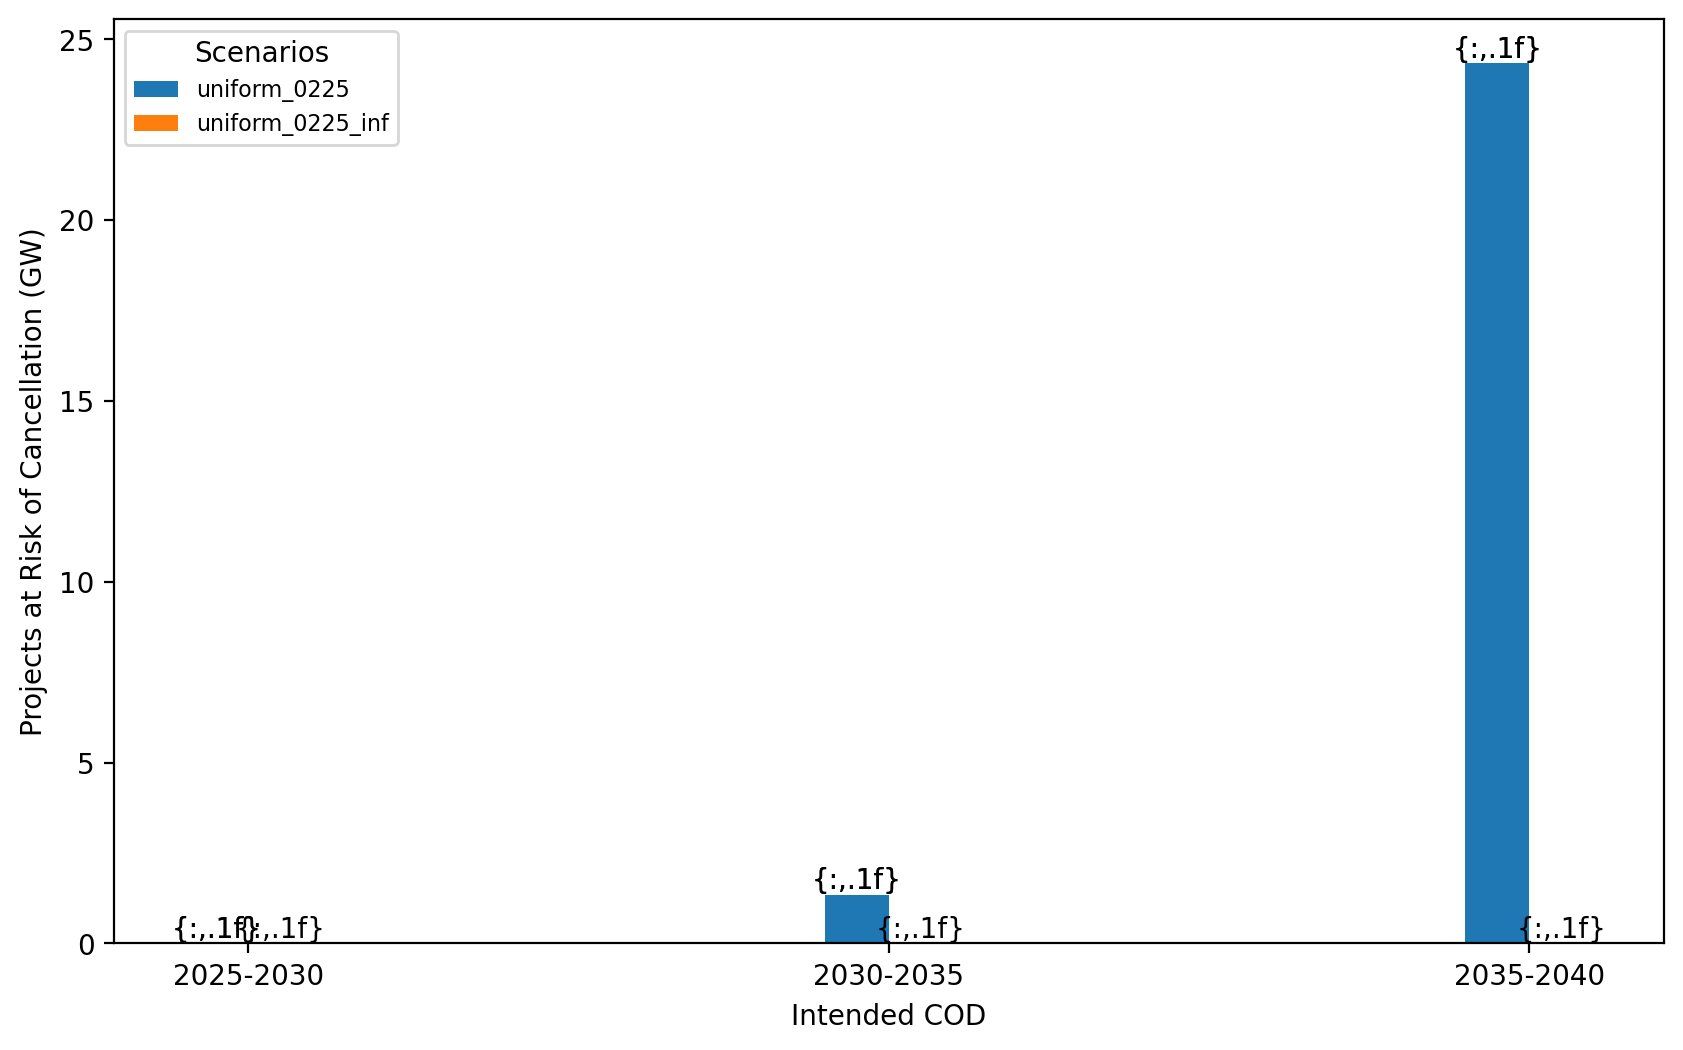 Scenarios
uniform_0225
uniform_0225_inf
Projects at Risk of Cancellation (GW)
25
20
15
10
5
0
{:,.1f}
{:,.1f}
{:,.1f}
{:,.1f}
{:,.1f}
{:,.1f}
2025-2030
2030-2035
2035-2040
Intended COD